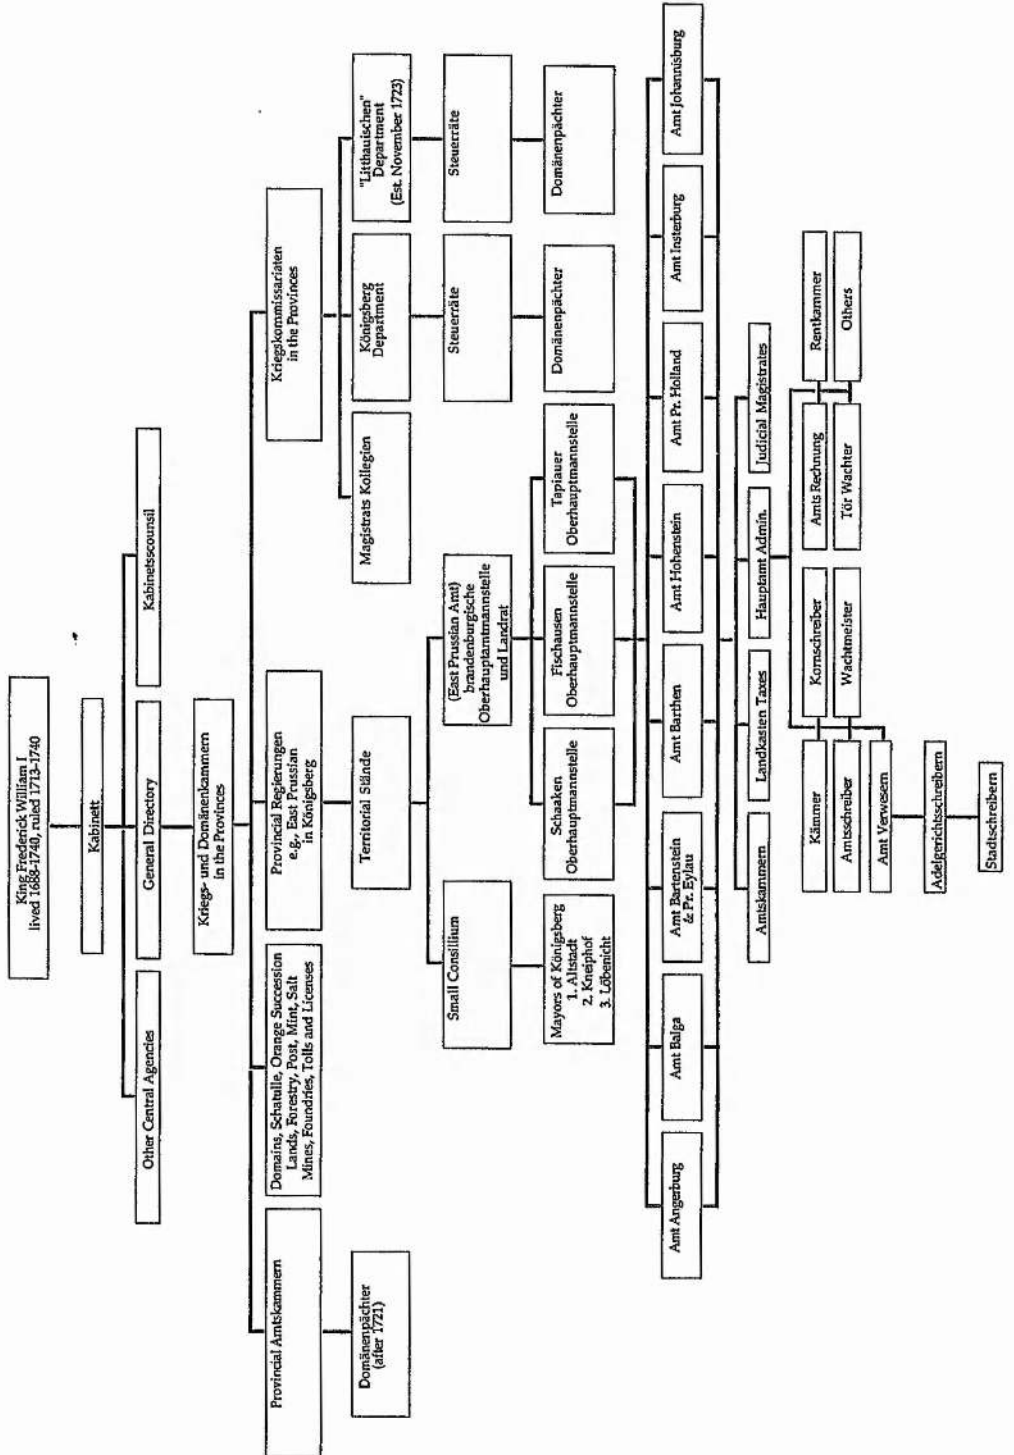 King Frederick William I
lived 1688-1740, ruled 1713-1740
Kabinett
Other Central Agencies
General Directory
Kabinetsscounsil
Kriegs- und Domänenkammern
in the Provinces
Provincial Amtskammern
Domains, Schatulle, Orange Succession
Lands, Forestry, Post, Mint, Salt
Mines, Foundries, Tolls and Licenses
Provincial Regierungen
e.g., East Prussian
in Königsberg
Kriegskommissariaten
in the Provinces
Domänenpächter
(after 1721)
Territorial Stände
Magistrats Kollegien
Königsberg
Department
"Litthauischen"
Department
(Est. November 1723)
Small Consillium
(East Prussian Amt)
brandenburgische
Oberhauptamtmannstelle
und Landrat
Steuerräte
Steuerräte
Mayors of Königsberg
1. Altstadt
2. Kneiphof
3. Löbenicht
Schaaken
Oberhauptmannstelle
Fischausen
Oberhauptmannstelle
Tapiauer
Oberhauptmannstelle
Domänenpächter
Domänenpächter
Amt Angerburg
Amt Balga
Amt Bartenstein
& Pr. Eylau
Amt Barthen
Amt Hohenstein
Amt Pr. Holland
Amt Insterburg
Amt Johannisburg
Amtskammern
Landkasten Taxes
Hauptamt Admin.
Judicial Magistrates
Kämmer
Kornschreiber
Amts Rechnung
Rentkammer
Amtsschreiber
Wachtmeister
Tör Wachter
Others
Amt Verwesern
Adelgerichtsschreibern
Stadtschreibern